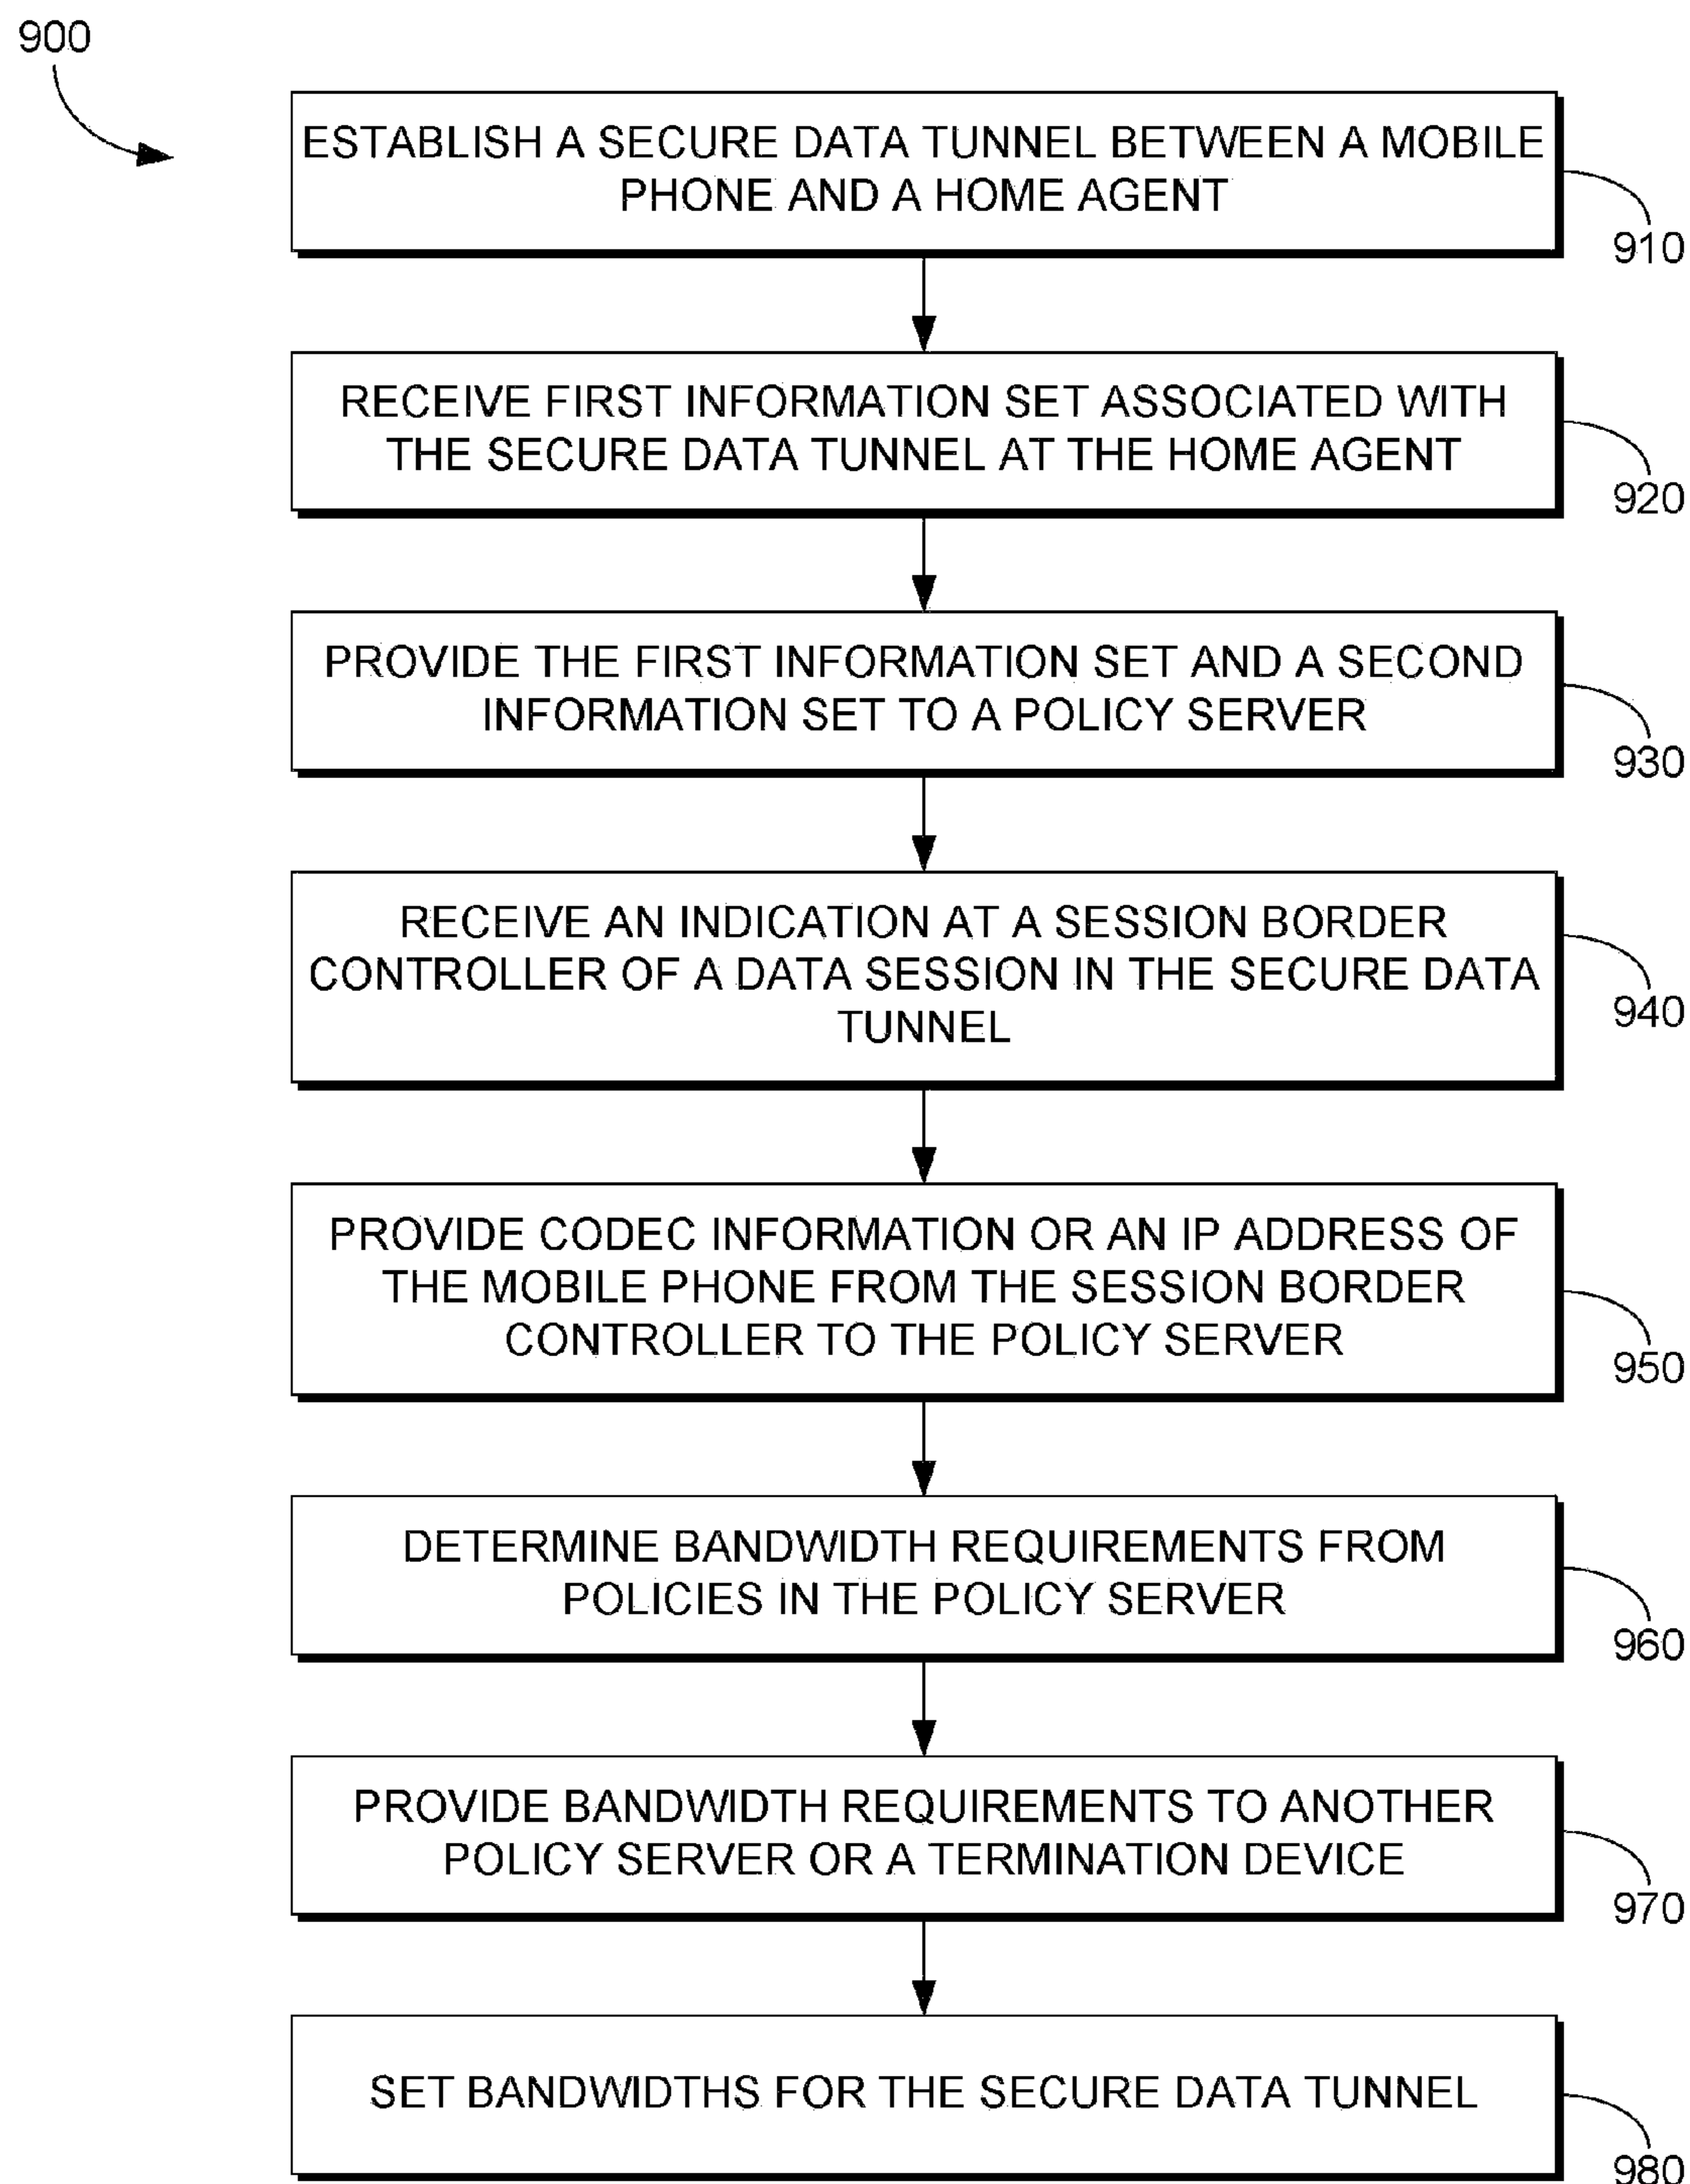 900
ESTABLISH A SECURE DATA TUNNEL BETWEEN A MOBILE
PHONE AND A HOME AGENT
910
RECEIVE FIRST INFORMATION SET ASSOCIATED WITH
THE SECURE DATA TUNNEL AT THE HOME AGENT
920
PROVIDE THE FIRST INFORMATION SET AND A SECOND
INFORMATION SET TO A POLICY SERVER
930
RECEIVE AN INDICATION AT A SESSION BORDER
CONTROLLER OF A DATA SESSION IN THE SECURE DATA
TUNNEL
940
PROVIDE CODEC INFORMATION OR AN IP ADDRESS OF
THE MOBILE PHONE FROM THE SESSION BORDER
CONTROLLER TO THE POLICY SERVER
950
DETERMINE BANDWIDTH REQUIREMENTS FROM
POLICIES IN THE POLICY SERVER
960
PROVIDE BANDWIDTH REQUIREMENTS TO ANOTHER
POLICY SERVER OR A TERMINATION DEVICE
970
SET BANDWIDTHS FOR THE SECURE DATA TUNNEL
980